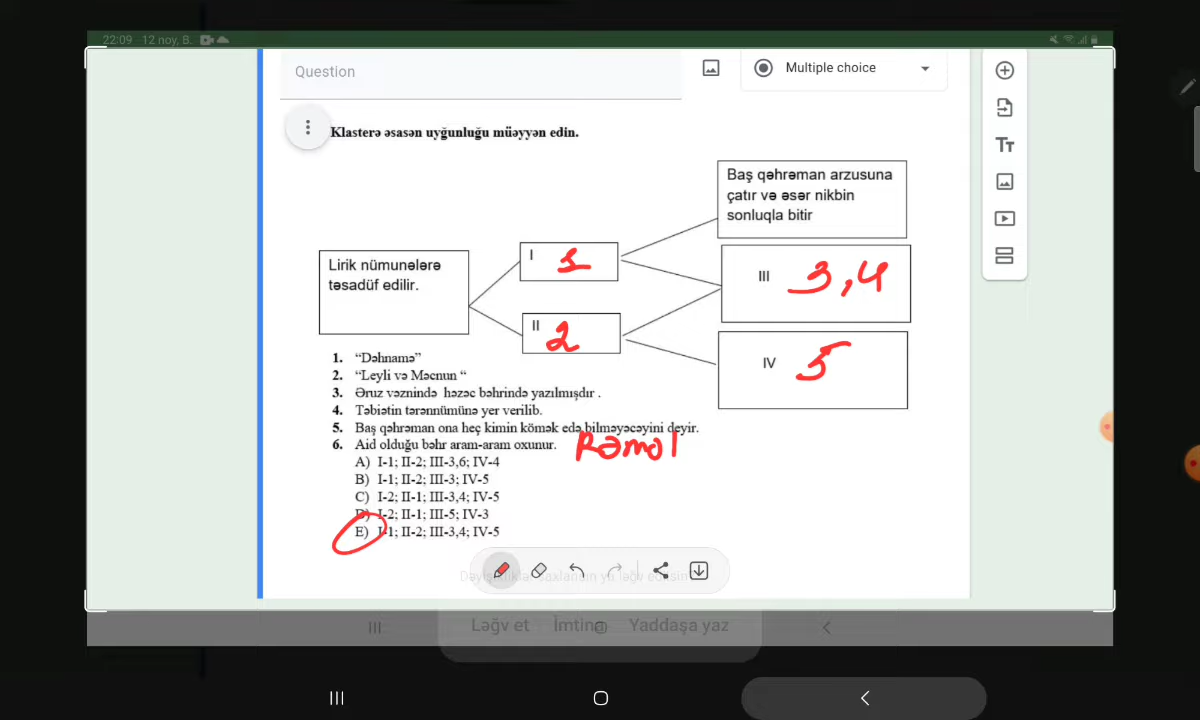 22:09 12 noy, B.
Question
Multiple choice
Klasterə əsasən uyğunluğu müəyyən edin.
Baş qəhrəman arzusuna
çatır və əsər nikbin
sonluqla bitir
Lirik nümunələrə
təsadüf edilir.
I 1
III 3,4
II 2
IV 5
1. “Dəhnamə”
2. “Leyli və Məcnun “
3. Əruz vəznində həzəc bəhrində yazılmışdır .
4. Təbiətin tərənnümünə yer verilib.
5. Baş qəhrəman ona heç kimin kömək edə bilməyəcəyini deyir.
6. Aid olduğu bəhr aram-aram oxunur. Rəməl
A) I-1; II-2; III-3,6; IV-4
B) I-1; II-2; III-3; IV-5
C) I-2; II-1; III-3,4; IV-5
D) I-2; II-1; III-5; IV-3
E) I-1; II-2; III-3,4; IV-5
Dəyişikliklər saxlansın ya ləğv edilsin
Ləğv et İmtina Yaddaşa yaz